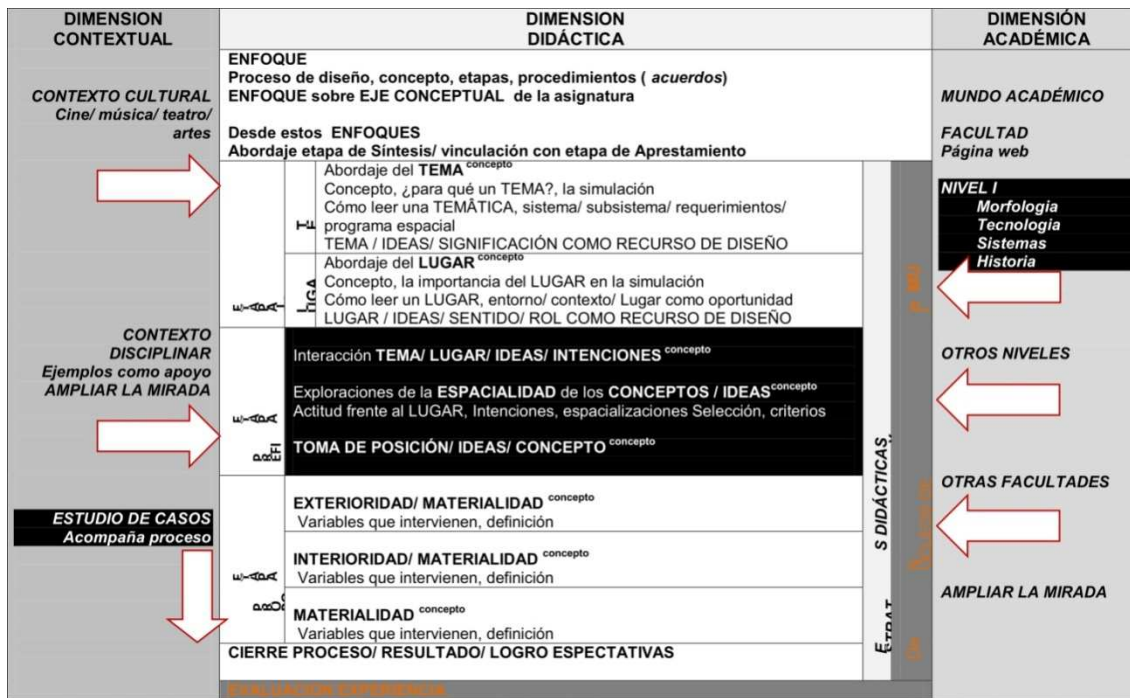 DIMENSION
CONTEXTUAL
CONTEXTO CULTURAL
Cine/ música/ teatro/
artes
CONTEXTO
DISCIPLINAR
Ejemplos como apoyo
AMPLIAR LA MIRADA
ESTUDIO DE CASOS
Acompaña proceso
DIMENSION
DIDÁCTICA
ENFOQUE
Proceso de diseño, concepto, etapas, procedimientos ( acuerdos)
ENFOQUE sobre EJE CONCEPTUAL de la asignatura
Desde estos ENFOQUES
Abordaje etapa de Síntesis/ vinculación con etapa de Aprestamiento
Abordaje del TEMA concepto
Concepto, ¿para qué un TEMA?, la simulación
Cómo leer una TEMÂTICA, sistema/ subsistema/ requerimientos/
programa espacial
TEMA / IDEAS/ SIGNIFICACIÓN COMO RECURSO DE DISEÑO
Abordaje del LUGAR concepto
Concepto, la importancia del LUGAR en la simulación
Cómo leer un LUGAR, entorno/ contexto/ Lugar como oportunidad
LUGAR / IDEAS/ SENTIDO/ ROL COMO RECURSO DE DISEÑO
Interacción TEMA/ LUGAR/ IDEAS/ INTENCIONES concepto
Exploraciones de la ESPACIALIDAD de los CONCEPTOS / IDEAS concepto
Actitud frente al LUGAR, Intenciones, espacializaciones Selección, criterios
TOMA DE POSICIÓN/ IDEAS/ CONCEPTO concepto
EXTERIORIDAD/ MATERIALIDAD concepto
Variables que intervienen, definición
INTERIORIDAD/ MATERIALIDAD concepto
Variables que intervienen, definición
MATERIALIDAD concepto
Variables que intervienen, definición
CIERRE PROCESO/ RESULTADO/ LOGRO ESPECTATIVAS
EVALUACION EXPERIENCIA
S DIDÁCTICAS
DIMENSIÓN
ACADÉMICA
MUNDO ACADÉMICO
FACULTAD
Página web
NIVEL I
Morfologia
Tecnologia
Sistemas
Historia
OTROS NIVELES
OTRAS FACULTADES
AMPLIAR LA MIRADA